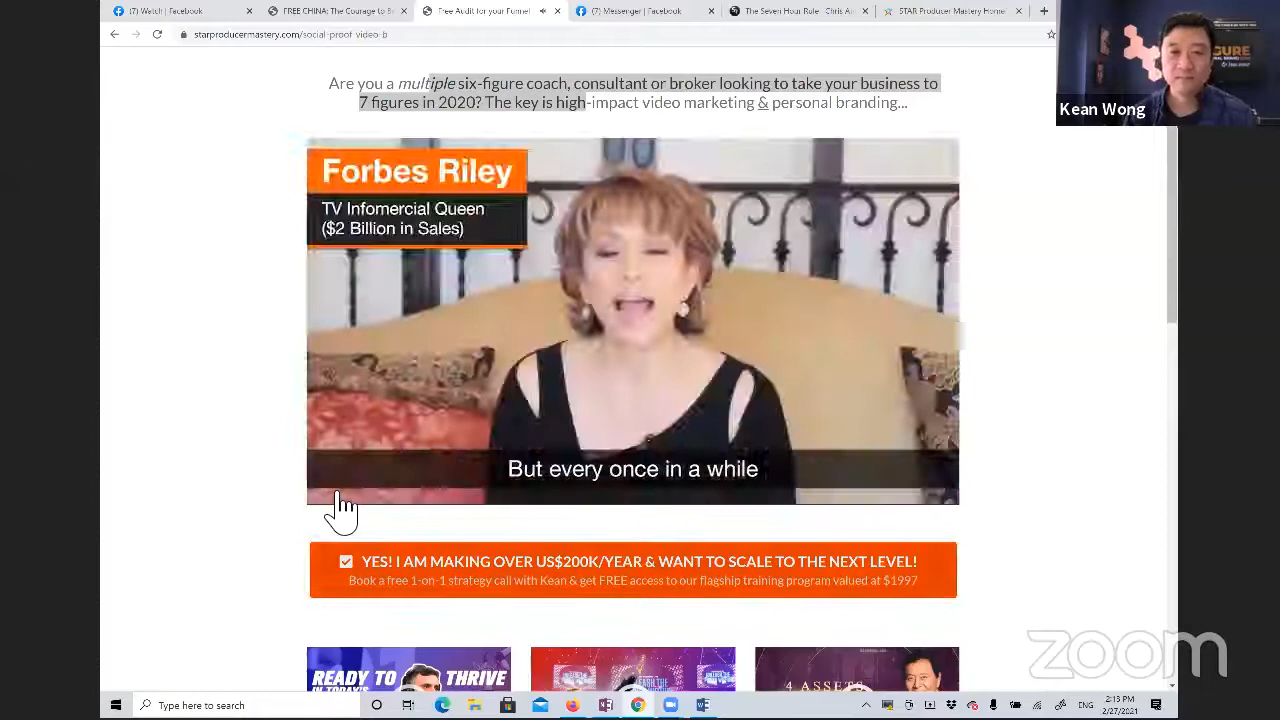 (7) Watch | Facebook
FREE CHINA: The Courage to B
Free Audit for your Funnel
(7) Messenger | Facebook
The Seven Hour Rule - Chris An
STAR Producer Mastery Home
starproducermastery.com/social-proof-video-b
Kean Wong
Are you a multiple six-figure coach, consultant or broker looking to take your business to
7 figures in 2020? The key is high-impact video marketing & personal branding...
Forbes Riley
TV Infomercial Queen
($2 Billion in Sales)
But every once in a while
YES! I AM MAKING OVER US$200K/YEAR & WANT TO SCALE TO THE NEXT LEVEL!
Book a free 1-on-1 strategy call with Kean & get FREE access to our flagship training program valued at $1997
READY TO THRIVE
IN TODAY'S
4 ASSETS
zoom
Type here to search
2:13 PM
2/27/2021